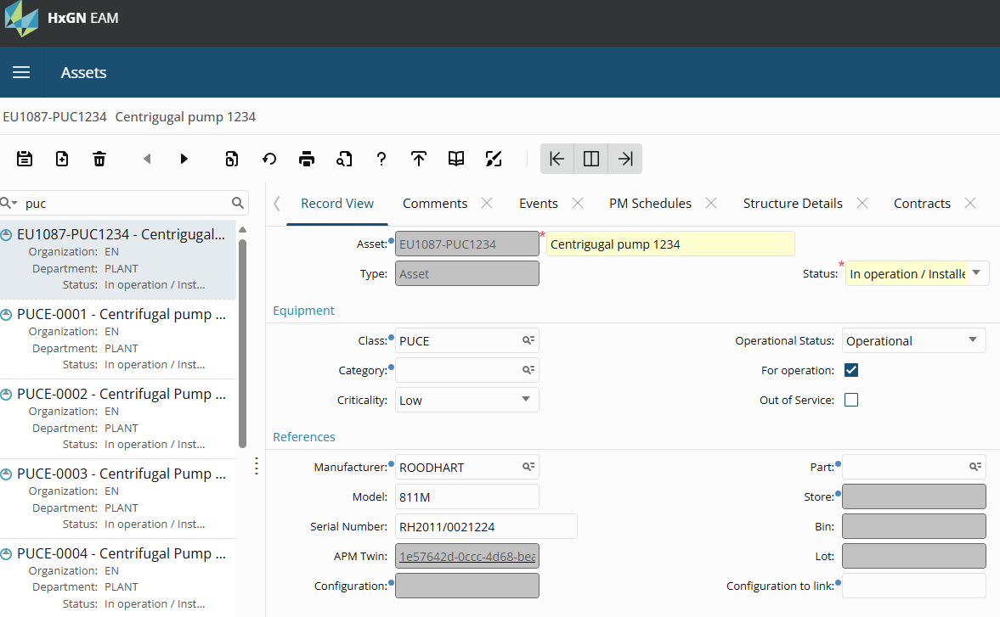 HxGN EAM
Assets
EU1087-PUC1234 Centrigugal pump 1234
puc
EU1087-PUC1234 - Centrigugal...
Organization: EN
Department: PLANT
Status: In operation / Inst...
PUCE-0001 - Centrifugal pump ...
Organization: EN
Department: PLANT
Status: In operation / Inst...
PUCE-0002 - Centrifugal Pump ...
Organization: EN
Department: PLANT
Status: In operation / Inst...
PUCE-0003 - Centrifugal Pump ...
Organization: EN
Department: PLANT
Status: In operation / Inst...
PUCE-0004 - Centrifugal Pump ...
Organization: EN
Department: PLANT
Status: In operation / Inst...
Record View Comments Events PM Schedules Structure Details Contracts
Asset: EU1087-PUC1234 * Centrigugal pump 1234
Type: Asset Status: * In operation / Installe
Equipment
Class: PUCE Operational Status: Operational
Category: For operation:
Criticality: Low Out of Service:
References
Manufacturer: ROODHART Part:
Model: 811M Store:
Serial Number: RH2011/0021224 Bin:
APM Twin: 1e57642d-0ccc-4d68-bea Lot:
Configuration: Configuration to link: